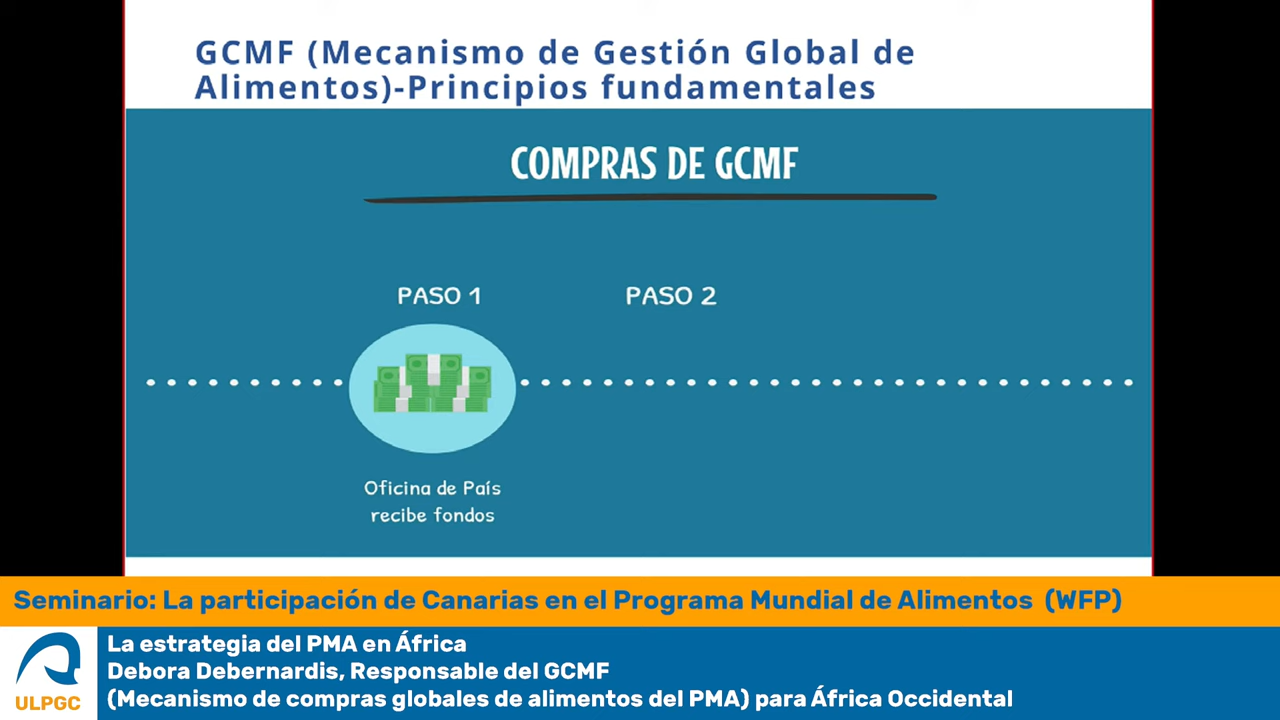 GCMF (Mecanismo de Gestión Global de
Alimentos)-Principios fundamentales
COMPRAS DE GCMF
PASO 1
PASO 2
Oficina de País
recibe fondos
Seminario: La participación de Canarias en el Programa Mundial de Alimentos (WFP)
La estrategia del PMA en África
Debora Debernardis, Responsable del GCMF
(Mecanismo de compras globales de alimentos del PMA) para África Occidental
ULPGC